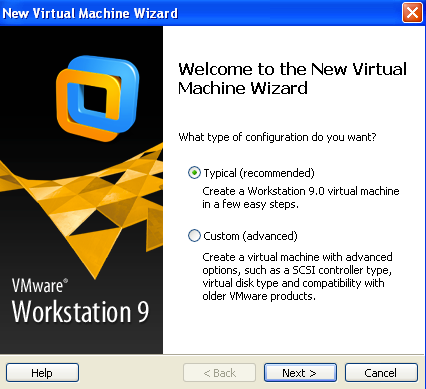 New Virtual Machine Wizard
Welcome to the New Virtual
Machine Wizard
What type of configuration do you want?
Typical (recommended)
Create a Workstation 9.0 virtual machine
in a few easy steps.
Custom (advanced)
Create a virtual machine with advanced
options, such as a SCSI controller type,
virtual disk type and compatibility with
older VMware products.
VMware®
Workstation 9
Help
< Back
Next >
Cancel